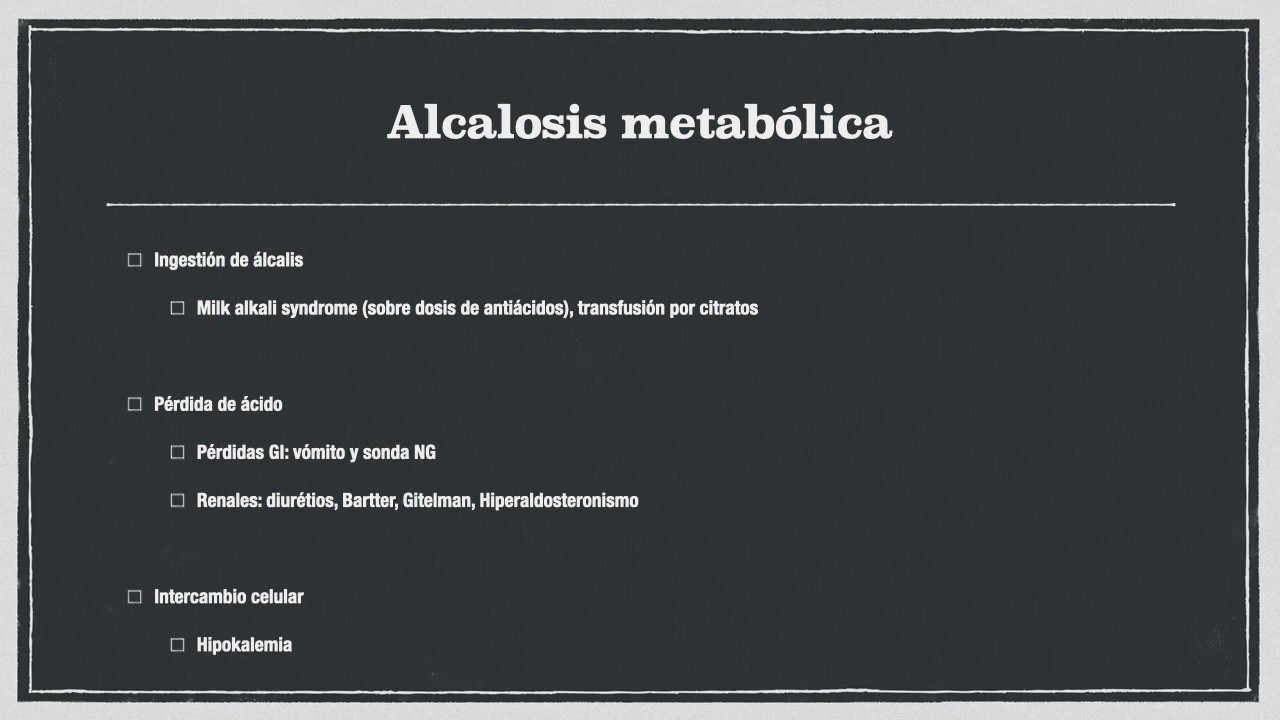 Alcalosis metabólica
Ingestión de álcalis
Milk alkali syndrome (sobre dosis de antiácidos), transfusión por citratos
Pérdida de ácido
Pérdidas GI: vómito y sonda NG
Renales: diurétios, Bartter, Gitelman, Hiperaldosteronismo
Intercambio celular
Hipokalemia